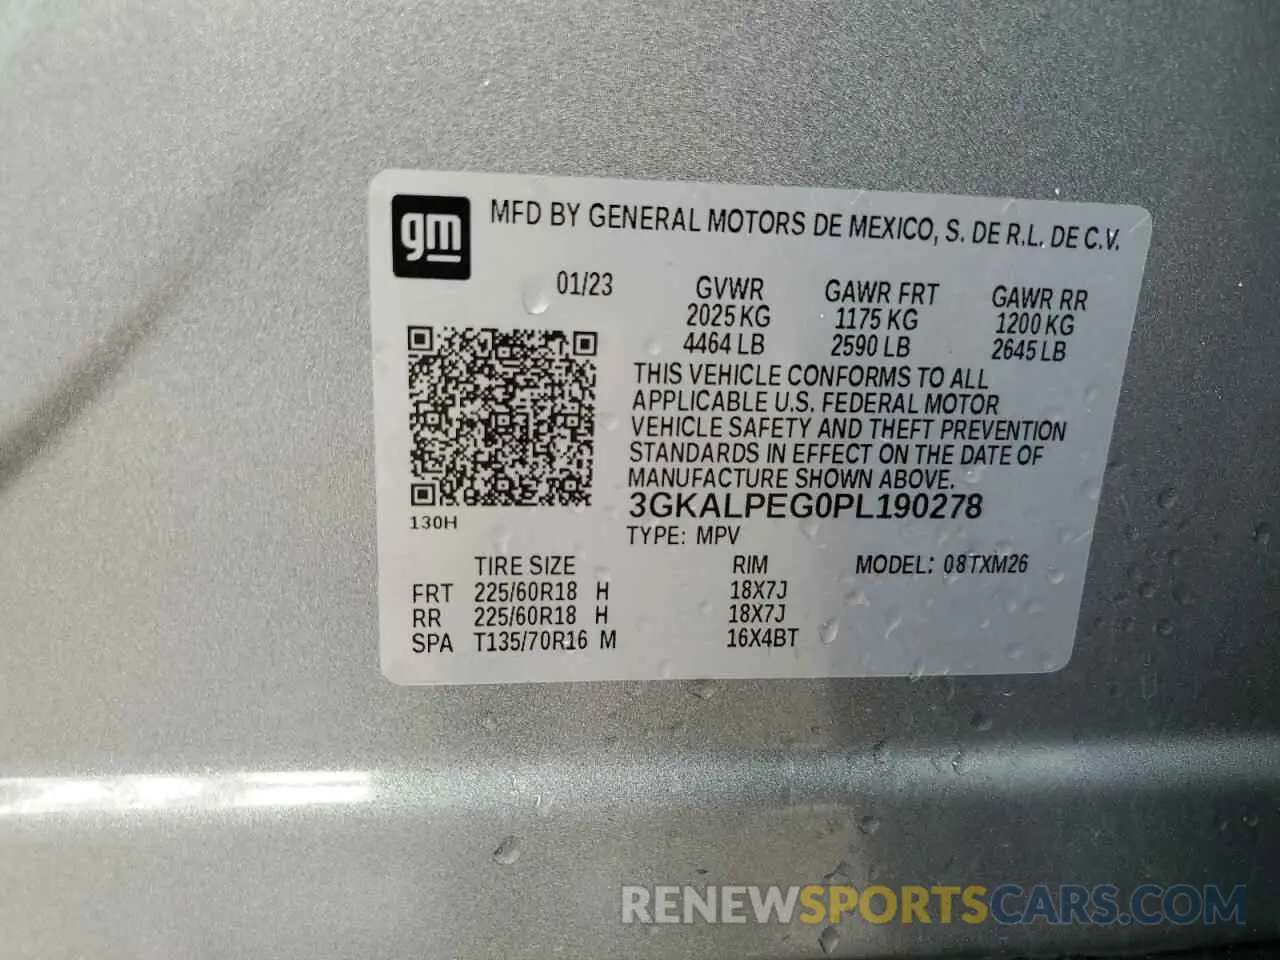 gm
MFD BY GENERAL MOTORS DE MEXICO, S. DE R.L. DE C.V.
01/23
GVWR GAWR FRT GAWR RR
2025 KG 1175 KG 1200 KG
4464 LB 2590 LB 2645 LB
THIS VEHICLE CONFORMS TO ALL
APPLICABLE U.S. FEDERAL MOTOR
VEHICLE SAFETY AND THEFT PREVENTION
STANDARDS IN EFFECT ON THE DATE OF
MANUFACTURE SHOWN ABOVE.
3GKALPEG0PL190278
130H
TYPE: MPV
TIRE SIZE RIM MODEL: 08TXM26
FRT 225/60R18 H 18X7J
RR 225/60R18 H 18X7J
SPA T135/70R16 M 16X4BT
RENEWSPORTSCARS.COM